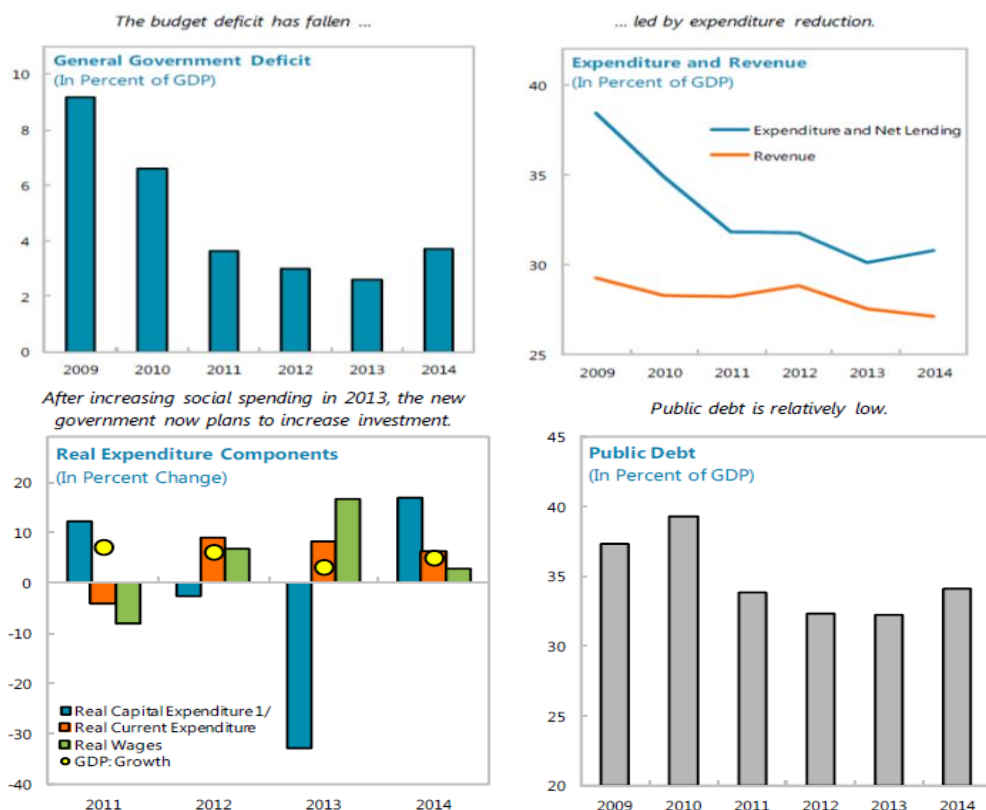 The budget deficit has fallen ...
General Government Deficit
(In Percent of GDP)
10
8
6
4
2
0
2009 2010 2011 2012 2013 2014
... led by expenditure reduction.
Expenditure and Revenue
(In Percent of GDP)
40
35
30
25
Expenditure and Net Lending
Revenue
2009 2010 2011 2012 2013 2014
After increasing social spending in 2013, the new
government now plans to increase investment.
Real Expenditure Components
(In Percent Change)
20
10
0
-10
-20
-30
-40
Real Capital Expenditure 1/
Real Current Expenditure
Real Wages
GDP: Growth
2011 2012 2013 2014
Public debt is relatively low.
Public Debt
(In Percent of GDP)
45
40
35
30
25
20
2009 2010 2011 2012 2013 2014